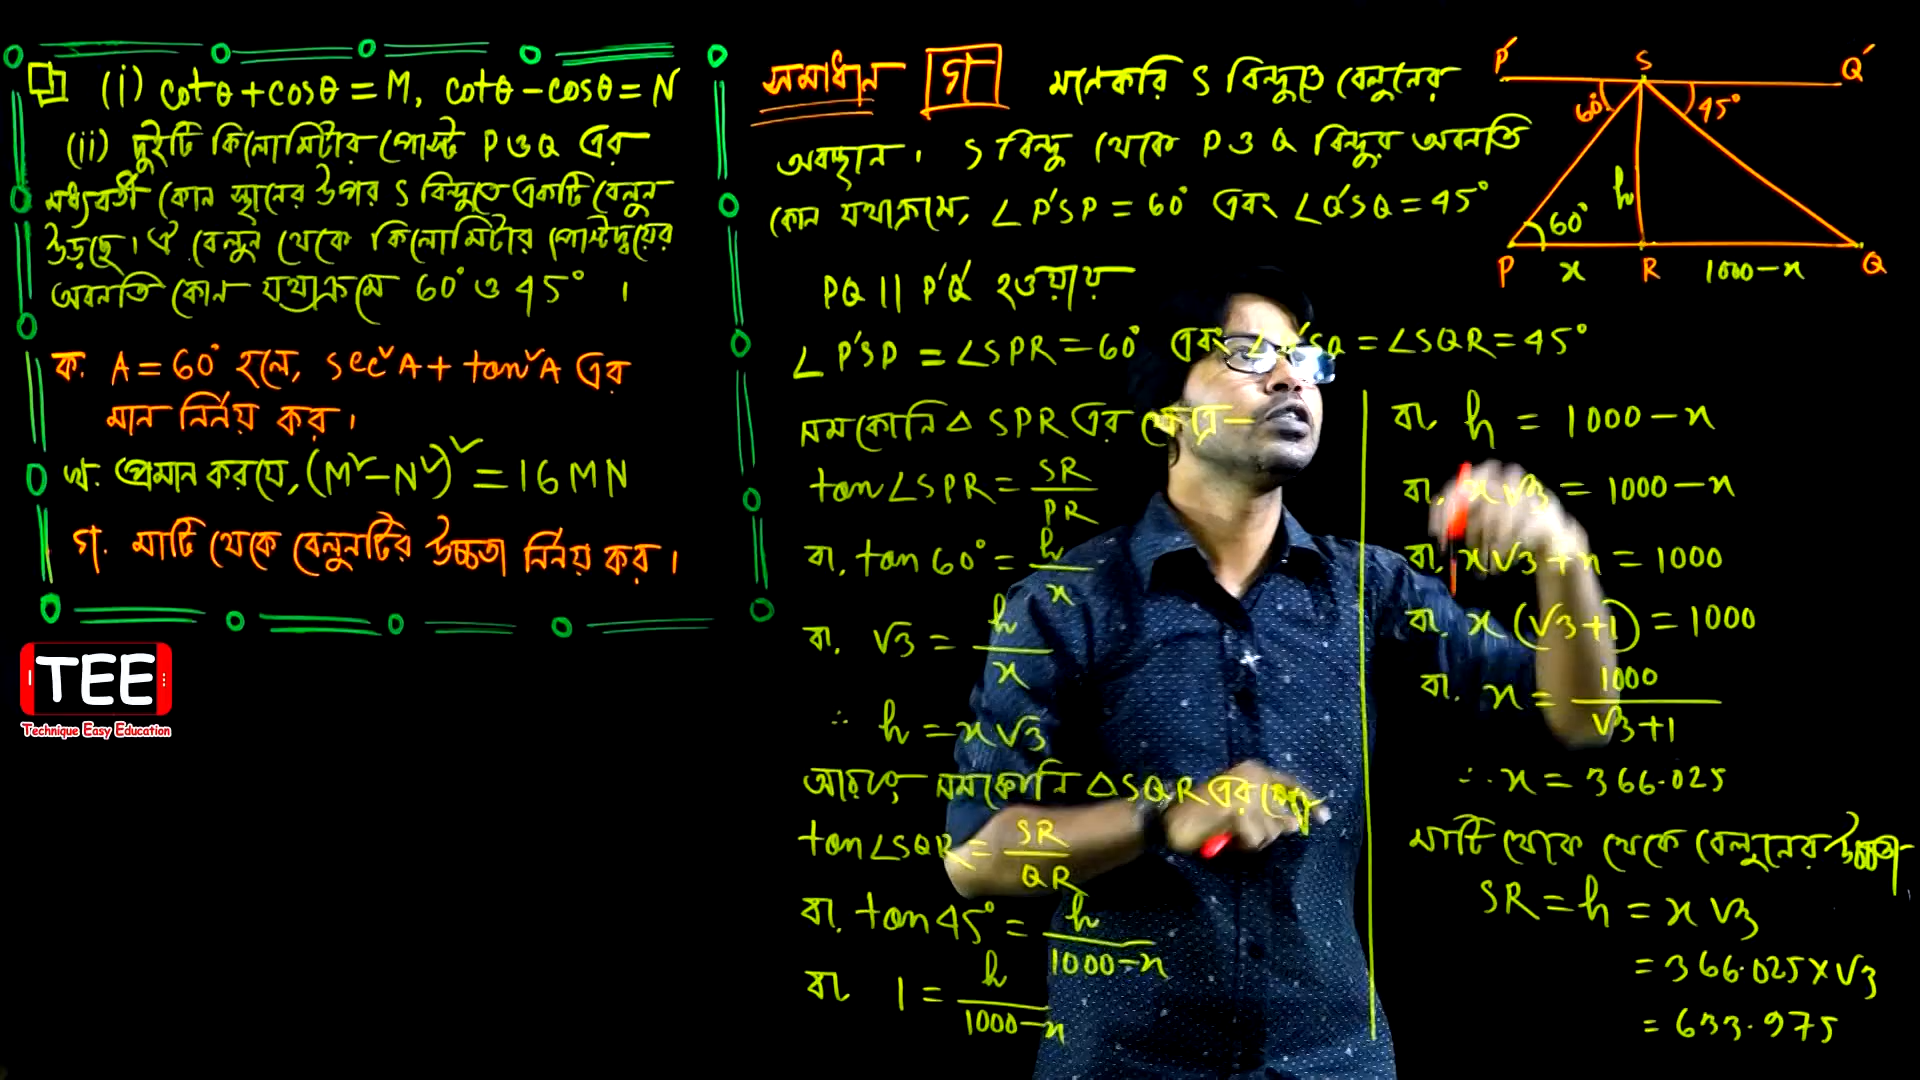 (i) cotθ+cosθ = M, cotθ-cosθ = N
(ii) দুইটি কিলোমিটার পোস্ট P ও Q এর
মধ্যবর্তী কোন স্থানের উপর S বিন্দুতে একটি বেলুন
উড়ছে। ঐ বেলুন থেকে কিলোমিটার পোস্টদ্বয়ের
অবনতি কোন যথাক্রমে 60° ও 45° ।
ক. A = 60° হলে, sec²A + tan²A এর
মান নির্নয় কর।
খ. প্রমান কর যে, (M²-N²)² = 16MN
গ. মাটি থেকে বেলুনটির উচ্চতা নির্নয় কর।
TEE
Technique Easy Education
সমাধান গ মনেকরি S বিন্দুতে বেলুনের
অবস্থান। S বিন্দু থেকে P ও Q বিন্দুর অবনতি
কোন যথাক্রমে, ∠P'SP = 60° এবং ∠Q'SQ = 45°
PQ || P'Q' হওয়ায়
∠P'SP = ∠SPR = 60° এবং ∠Q'SQ = ∠SQR = 45°
সমকোনি △ SPR এর ক্ষেত্রে-
tan∠SPR = SR/PR
বা, tan60° = h/x
বা, √3 = h/x
∴ h = x√3
আবার, সমকোনি △SQR এর ক্ষেত্রে
tan∠SQR = SR/QR
বা, tan45° = h/(1000-x)
বা 1 = h/(1000-x)
বা, h = 1000-x
বা, x√3 = 1000-x
বা, x√3+x = 1000
বা, x(√3+1) = 1000
বা, x = 1000/(√3+1)
∴ x = 366.025
মাটি থেকে থেকে বেলুনের উচ্চতা
SR = h = x√3
= 366.025×√3
= 633.975
P' S Q'
60° 45°
h
60°
P x R 1000-x Q